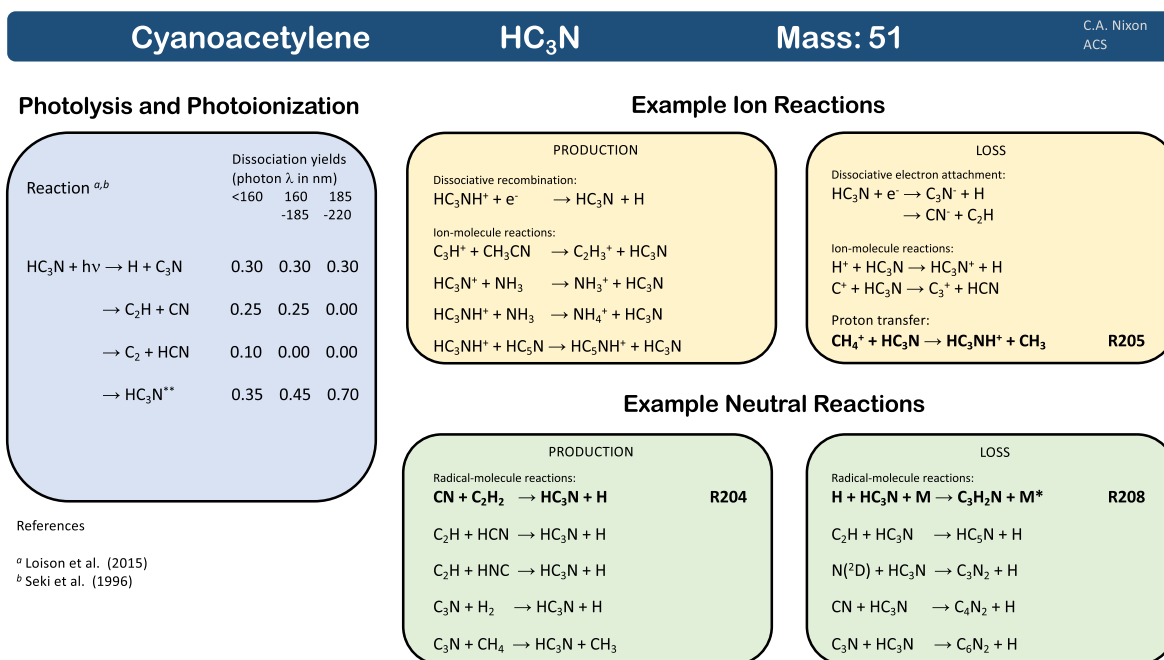 Cyanoacetylene HC₃N Mass: 51 C.A. Nixon
ACS
Photolysis and Photoionization
Reaction ᵃ,ᵇ
Dissociation yields
(photon λ in nm)
<160 160 185
-185 -220
HC₃N + hν → H + C₃N 0.30 0.30 0.30
→ C₂H + CN 0.25 0.25 0.00
→ C₂ + HCN 0.10 0.00 0.00
→ HC₃N** 0.35 0.45 0.70
References
ᵃ Loison et al. (2015)
ᵇ Seki et al. (1996)
Example Ion Reactions
PRODUCTION
Dissociative recombination:
HC₃NH⁺ + e⁻ → HC₃N + H
Ion-molecule reactions:
C₃H⁺ + CH₃CN → C₂H₃⁺ + HC₃N
HC₃N⁺ + NH₃ → NH₃⁺ + HC₃N
HC₃NH⁺ + NH₃ → NH₄⁺ + HC₃N
HC₃NH⁺ + HC₅N → HC₅NH⁺ + HC₃N
LOSS
Dissociative electron attachment:
HC₃N + e⁻ → C₃N⁻ + H
→ CN⁻ + C₂H
Ion-molecule reactions:
H⁺ + HC₃N → HC₃N⁺ + H
C⁺ + HC₃N → C₃⁺ + HCN
Proton transfer:
CH₄⁺ + HC₃N → HC₃NH⁺ + CH₃ R205
Example Neutral Reactions
PRODUCTION
Radical-molecule reactions:
CN + C₂H₂ → HC₃N + H R204
C₂H + HCN → HC₃N + H
C₂H + HNC → HC₃N + H
C₃N + H₂ → HC₃N + H
C₃N + CH₄ → HC₃N + CH₃
LOSS
Radical-molecule reactions:
H + HC₃N + M → C₃H₂N + M* R208
C₂H + HC₃N → HC₅N + H
N(²D) + HC₃N → C₃N₂ + H
CN + HC₃N → C₄N₂ + H
C₃N + HC₃N → C₆N₂ + H